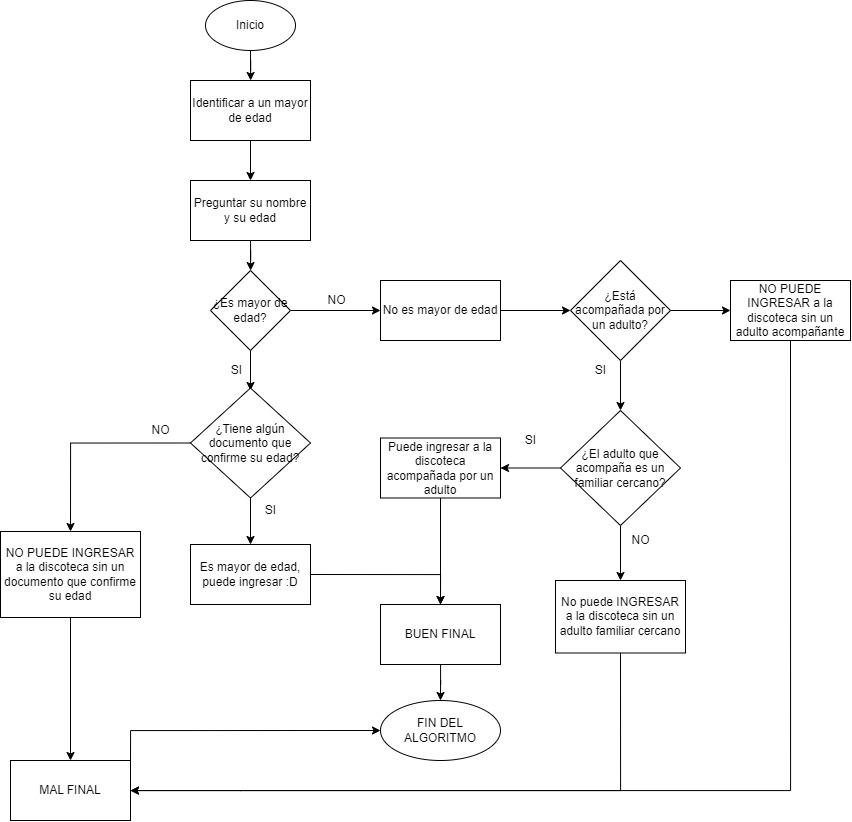 Inicio
Identificar a un mayor
de edad
Preguntar su nombre
y su edad
¿Es mayor de
edad?
NO
No es mayor de edad
¿Está
acompañada por
un adulto?
NO PUEDE
INGRESAR a la
discoteca sin un
adulto acompañante
SI
SI
¿Tiene algún
documento que
confirme su edad?
NO
Puede ingresar a la
discoteca
acompañada por un
adulto
SI
¿El adulto que
acompaña es un
familiar cercano?
SI
NO
NO PUEDE INGRESAR
a la discoteca sin un
documento que confirme
su edad
Es mayor de edad,
puede ingresar :D
No puede INGRESAR
a la discoteca sin un
adulto familiar cercano
BUEN FINAL
FIN DEL
ALGORITMO
MAL FINAL